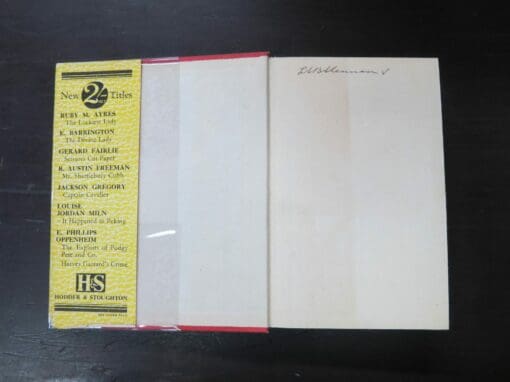 New 2/- Titles
NET
RUBY M. AYRES
The Luckiest Lady
E. BARRINGTON
The Divine Lady
GERARD FAIRLIE
Scissors Cut Paper
R. AUSTIN FREEMAN
Mr. Shuttlebury Cobb
JACKSON GREGORY
Captain Cavalier
LOUISE
JORDAN MILN
It Happened in Peking
E. PHILLIPS
OPPENHEIM
The Exploits of Pudgy
Pete and Co.
Harvey Garrard's Crime
H&S
HODDER & STOUGHTON